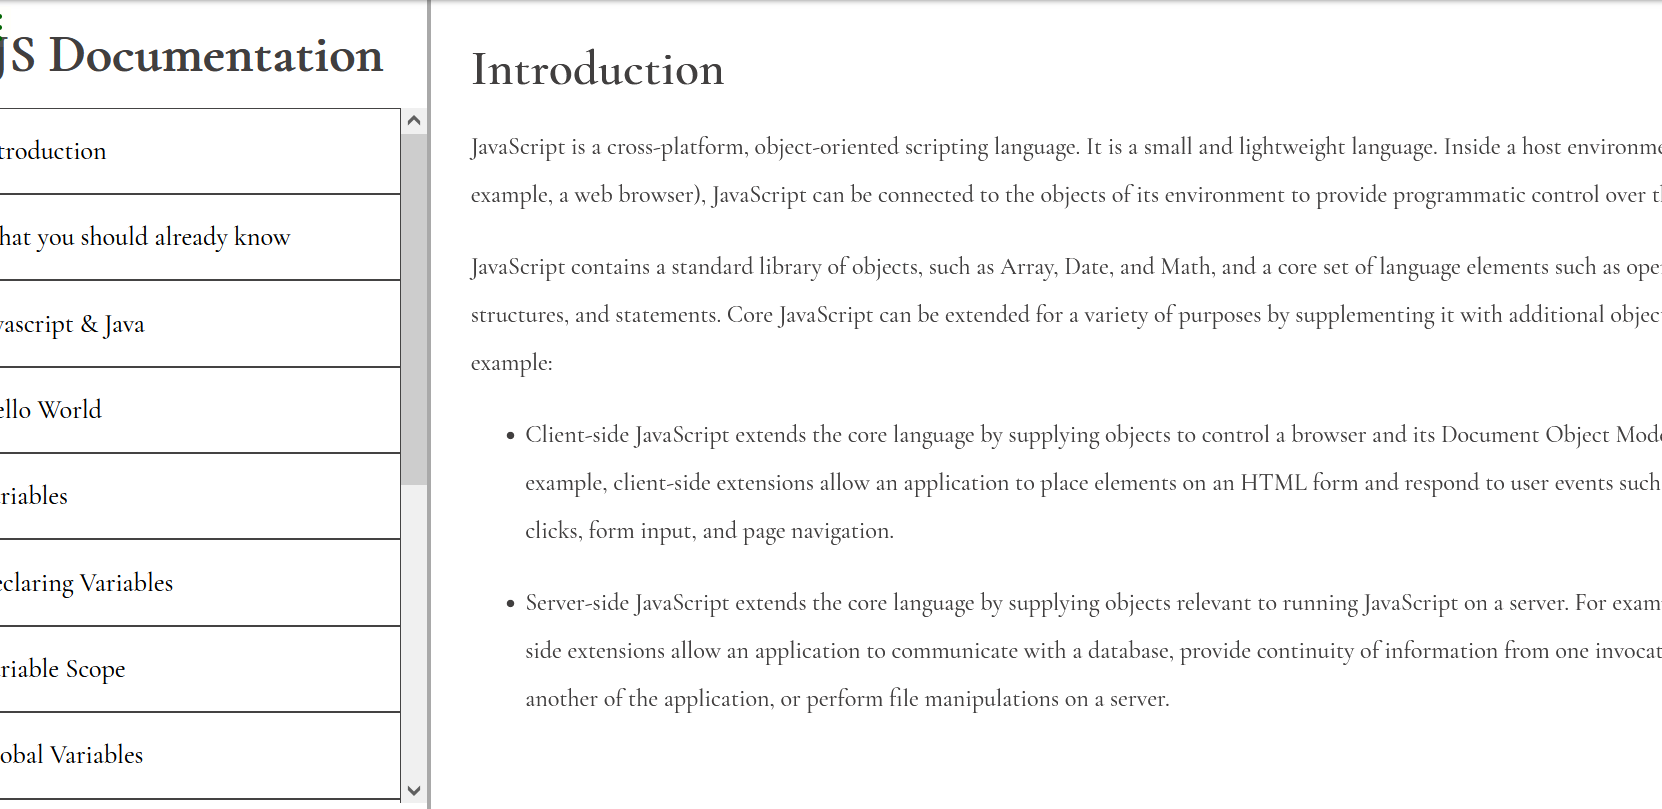 JS Documentation
troduction
hat you should already know
vascript & Java
ello World
riables
eclaring Variables
riable Scope
obal Variables
Introduction
JavaScript is a cross-platform, object-oriented scripting language. It is a small and lightweight language. Inside a host environme
example, a web browser), JavaScript can be connected to the objects of its environment to provide programmatic control over t
JavaScript contains a standard library of objects, such as Array, Date, and Math, and a core set of language elements such as ope
structures, and statements. Core JavaScript can be extended for a variety of purposes by supplementing it with additional objec
example:
• Client-side JavaScript extends the core language by supplying objects to control a browser and its Document Object Mod
example, client-side extensions allow an application to place elements on an HTML form and respond to user events such
clicks, form input, and page navigation.
• Server-side JavaScript extends the core language by supplying objects relevant to running JavaScript on a server. For exam
side extensions allow an application to communicate with a database, provide continuity of information from one invocat
another of the application, or perform file manipulations on a server.